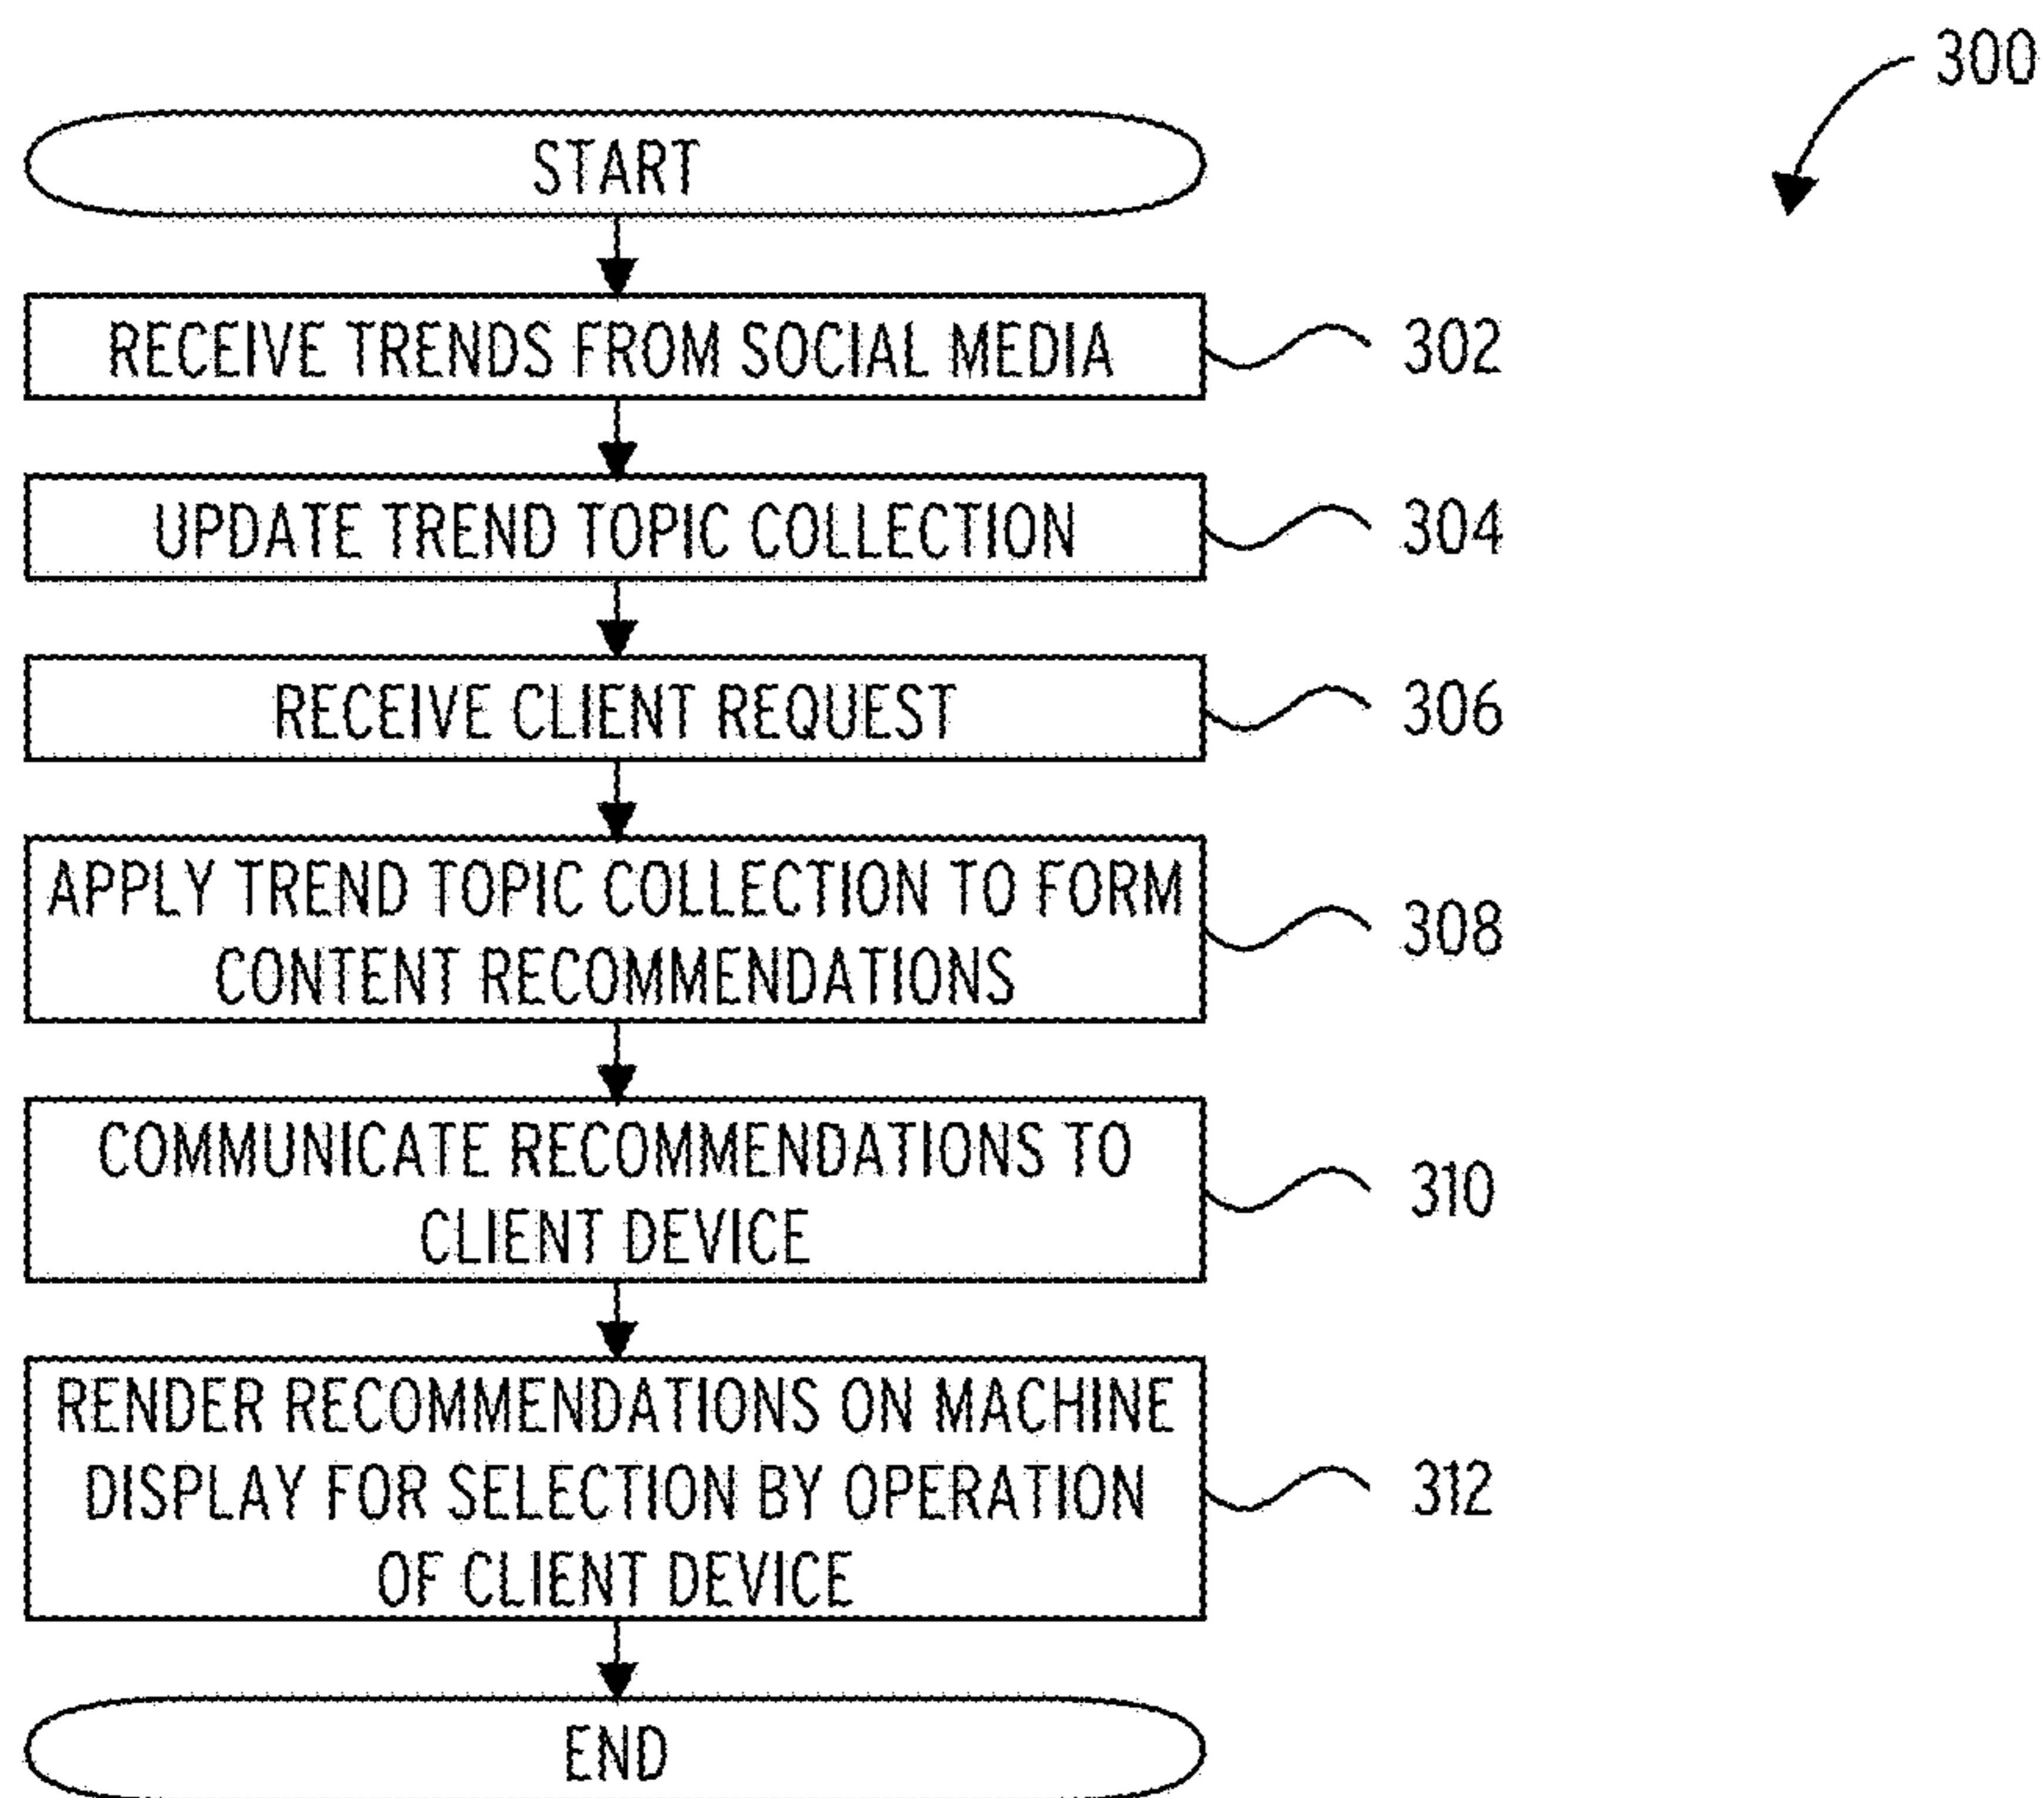 300
START
RECEIVE TRENDS FROM SOCIAL MEDIA
302
UPDATE TREND TOPIC COLLECTION
304
RECEIVE CLIENT REQUEST
306
APPLY TREND TOPIC COLLECTION TO FORM
CONTENT RECOMMENDATIONS
308
COMMUNICATE RECOMMENDATIONS TO
CLIENT DEVICE
310
RENDER RECOMMENDATIONS ON MACHINE
DISPLAY FOR SELECTION BY OPERATION
OF CLIENT DEVICE
312
END